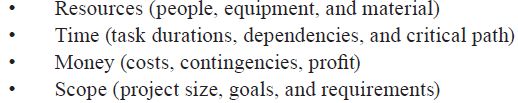 • Resources (people, equipment, and material)
• Time (task durations, dependencies, and critical path)
• Money (costs, contingencies, profit)
• Scope (project size, goals, and requirements)